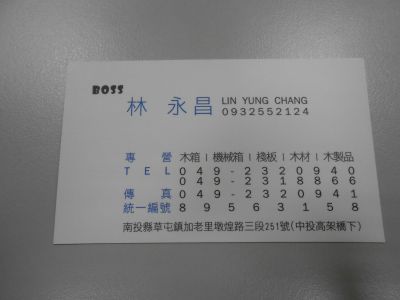 BOSS
林 永昌 LIN YUNG CHANG
0932552124
專 營 木箱 | 機械箱 | 棧板 | 木材 | 木製品
TEL 049-2320940
049-2318866
傳 真 049-2320941
統一編號 89563158
南投縣草屯鎮加老里敦煌路三段251號(中投高架橋下)